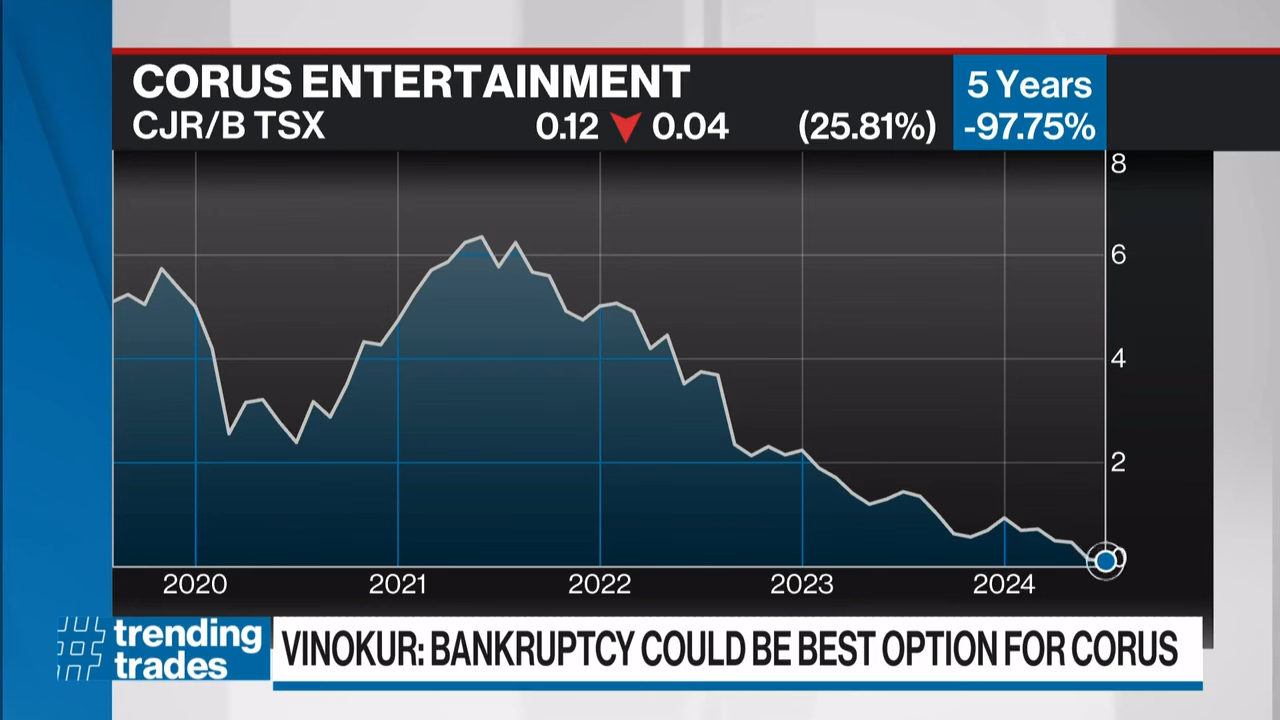 CORUS ENTERTAINMENT
CJR/B TSX 0.12 ▼ 0.04 (25.81%)
5 Years
-97.75%
8
6
4
2
0
2020 2021 2022 2023 2024
trending
trades
VINOKUR: BANKRUPTCY COULD BE BEST OPTION FOR CORUS